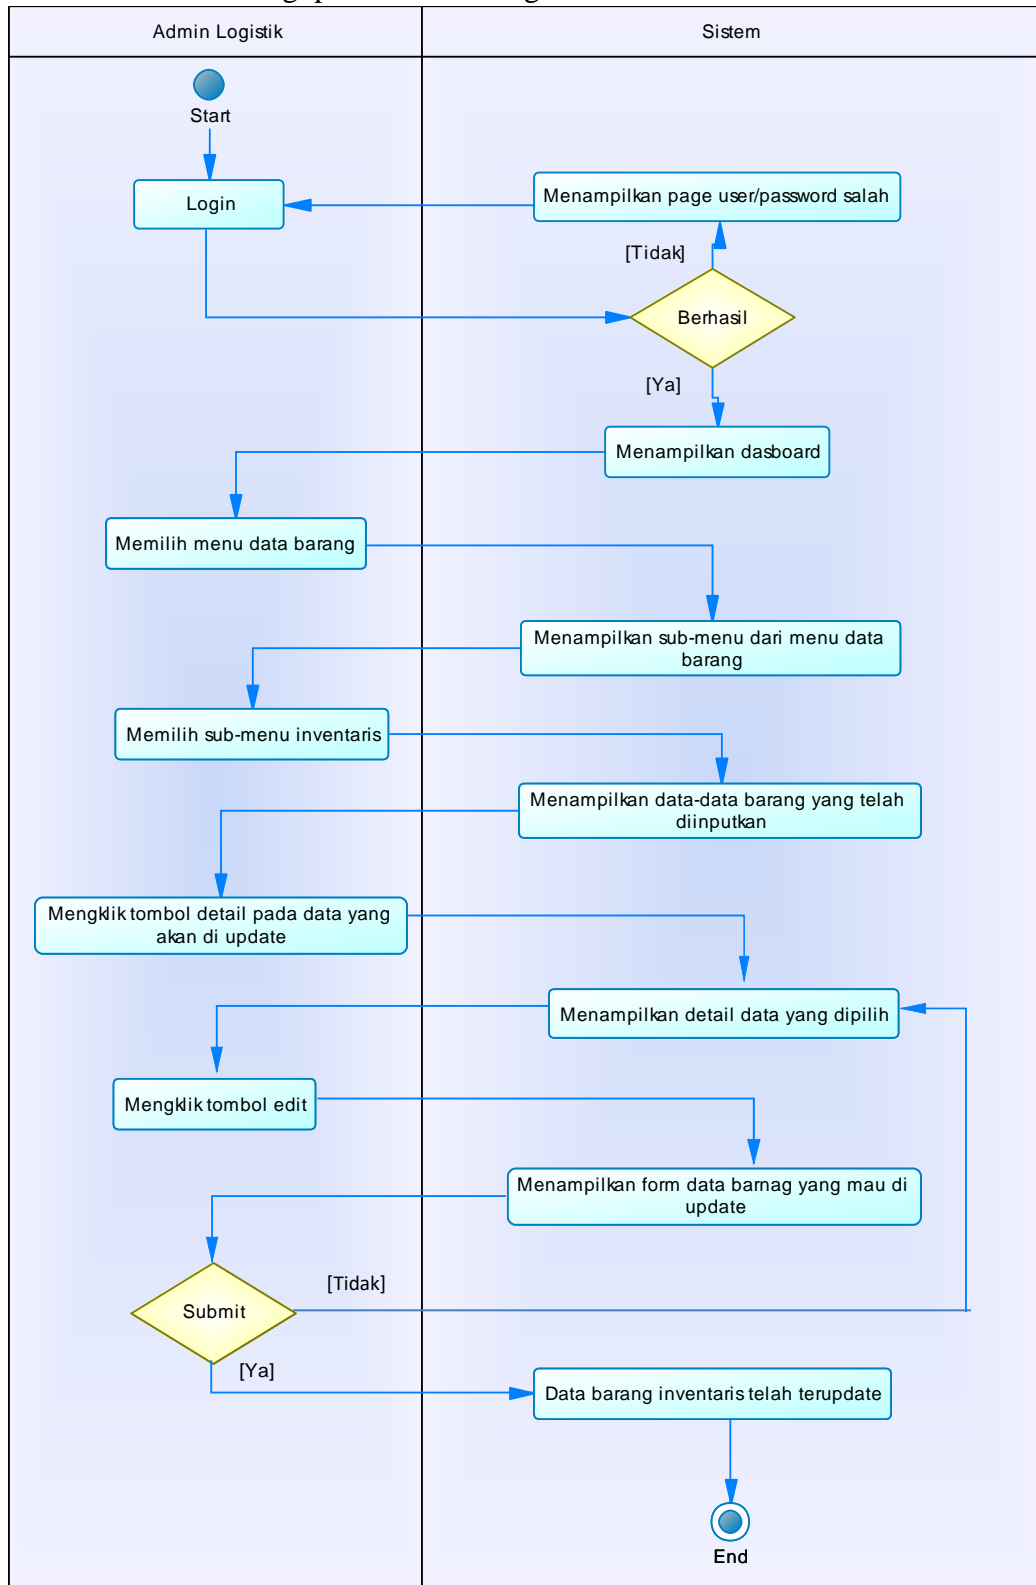 Admin Logistik
Sistem
Start
Login
Menampilkan page user/password salah
[Tidak]
Berhasil
[Ya]
Menampilkan dasboard
Memilih menu data barang
Menampilkan sub-menu dari menu data
barang
Memilih sub-menu inventaris
Menampilkan data-data barang yang telah
diinputkan
Mengklik tombol detail pada data yang
akan di update
Menampilkan detail data yang dipilih
Mengklik tombol edit
Menampilkan form data barnag yang mau di
update
[Tidak]
Submit
[Ya]
Data barang inventaris telah terupdate
End